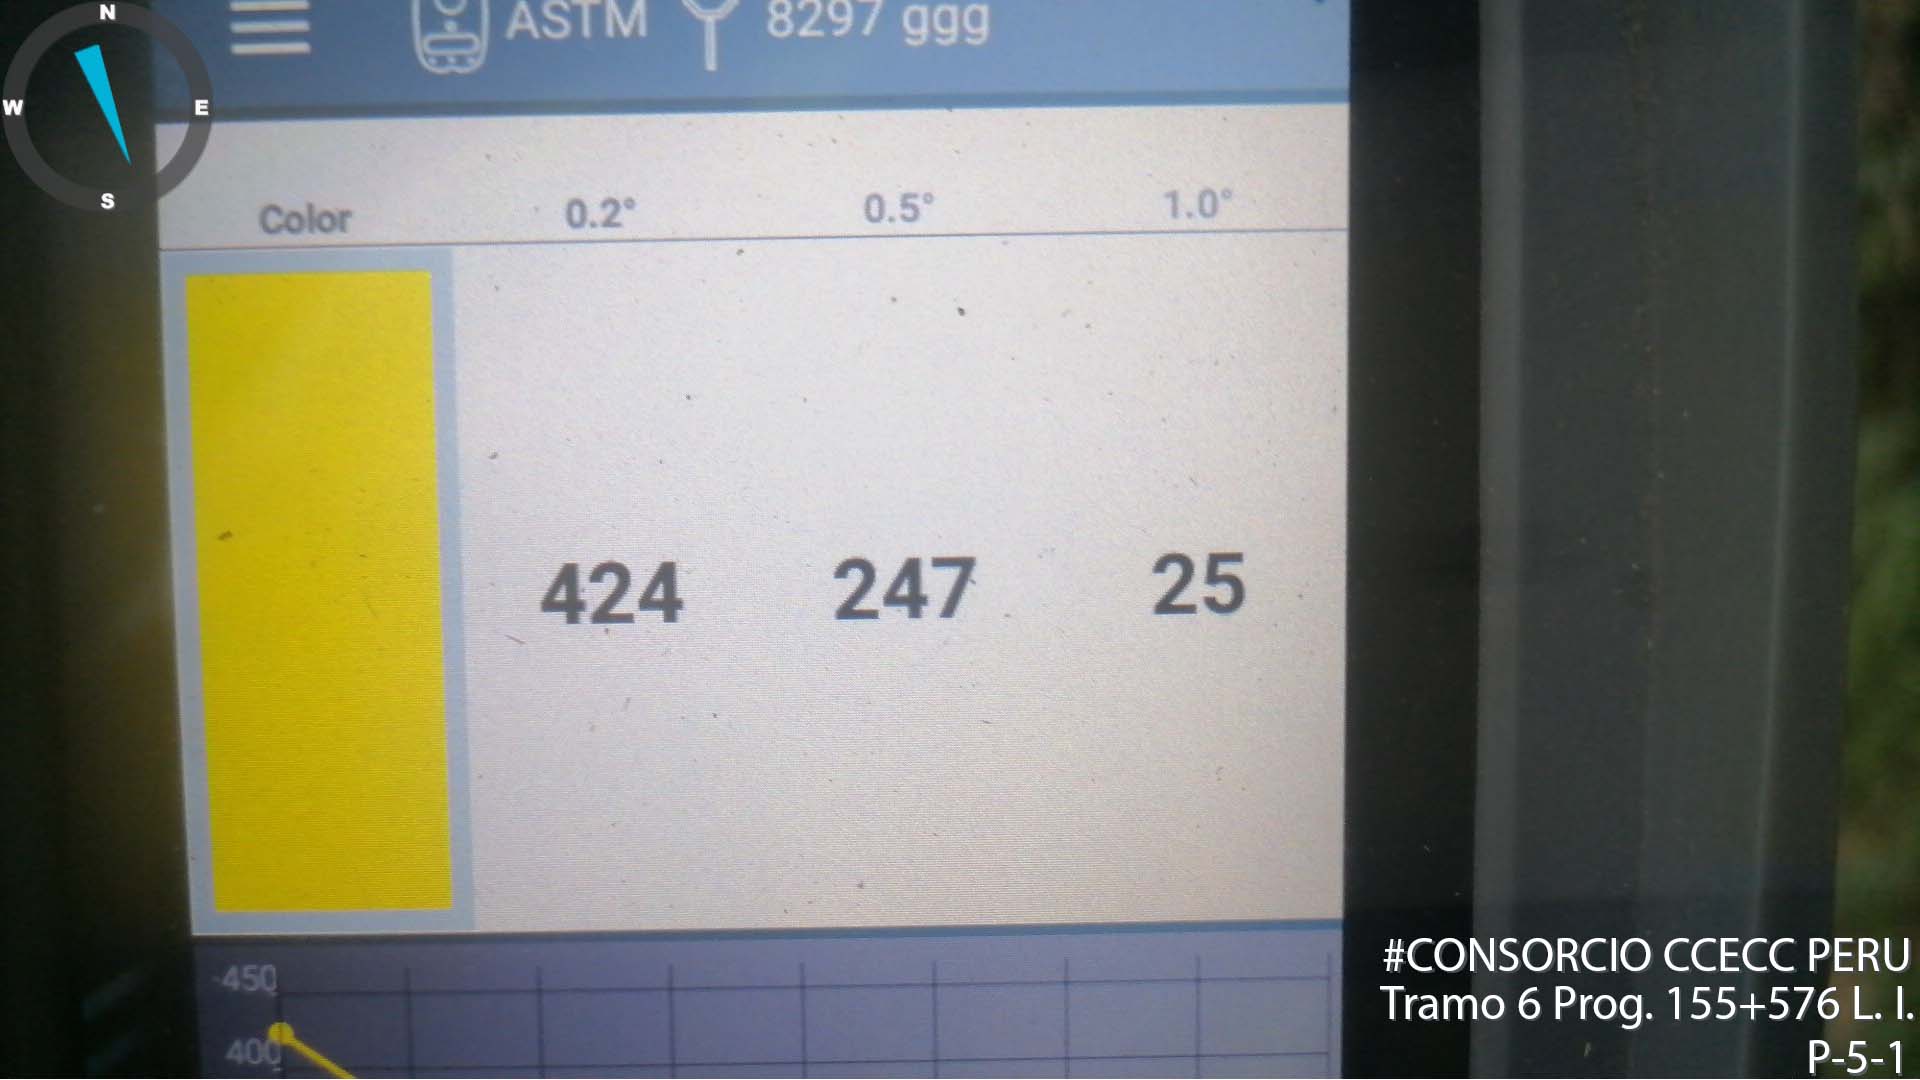 N
W
E
S
ASTM 8297 ggg
Color 0.2° 0.5° 1.0°
424 247 25
450
400
#CONSORCIO CCECC PERU
Tramo 6 Prog. 155+576 L. I.
P-5-1